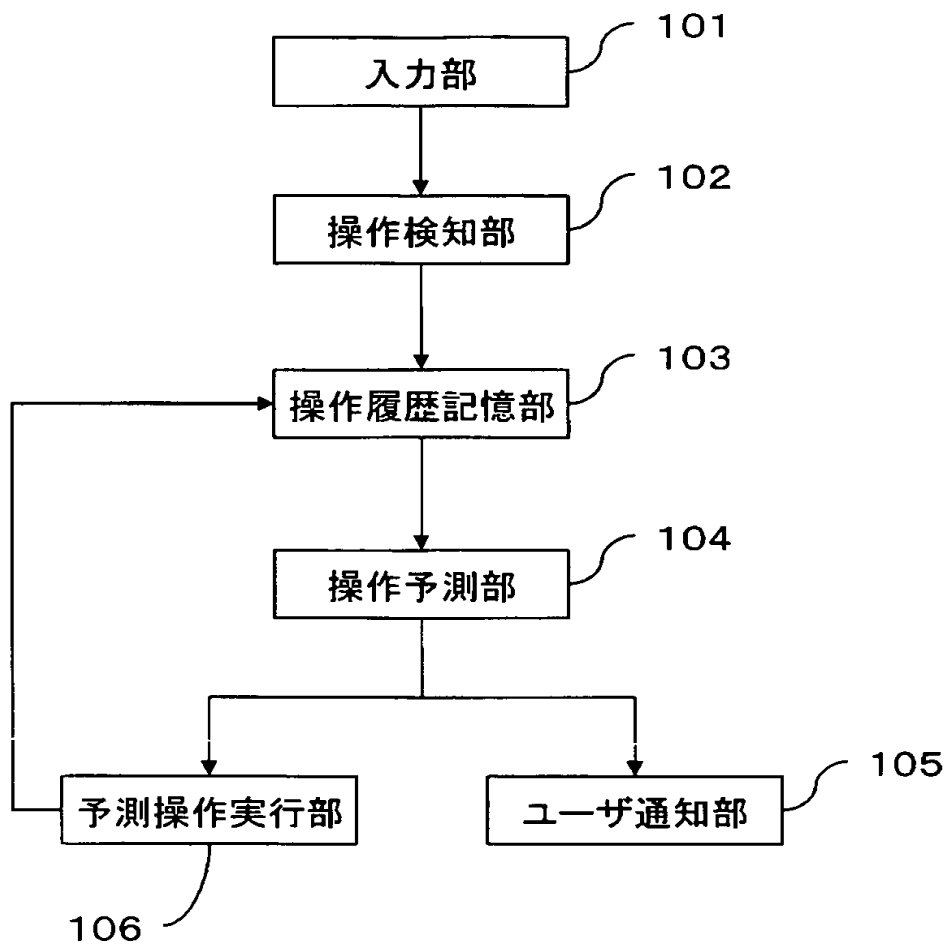 101
入力部
102
操作検知部
103
操作履歴記憶部
104
操作予測部
105
予測操作実行部
ユーザ通知部
106